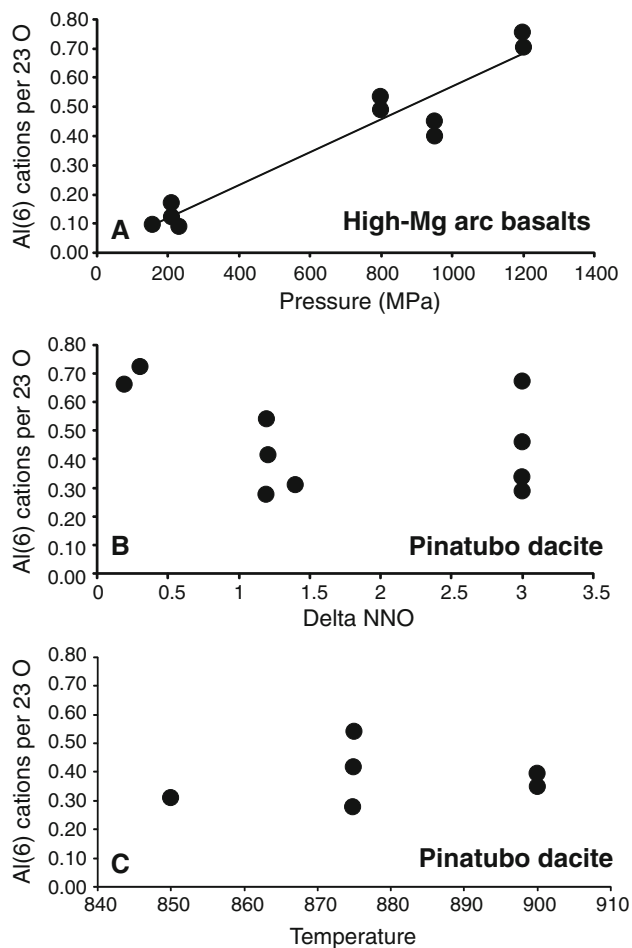 0.80
0.70
0.60
0.50
0.40
0.30
0.20
0.10
0.00
Al(6) cations per 23 O
A
High-Mg arc basalts
0 200 400 600 800 1000 1200 1400
Pressure (MPa)
0.80
0.70
0.60
0.50
0.40
0.30
0.20
0.10
0.00
Al(6) cations per 23 O
B
Pinatubo dacite
0 0.5 1 1.5 2 2.5 3 3.5
Delta NNO
0.80
0.70
0.60
0.50
0.40
0.30
0.20
0.10
0.00
Al(6) cations per 23 O
C
Pinatubo dacite
840 850 860 870 880 890 900 910
Temperature